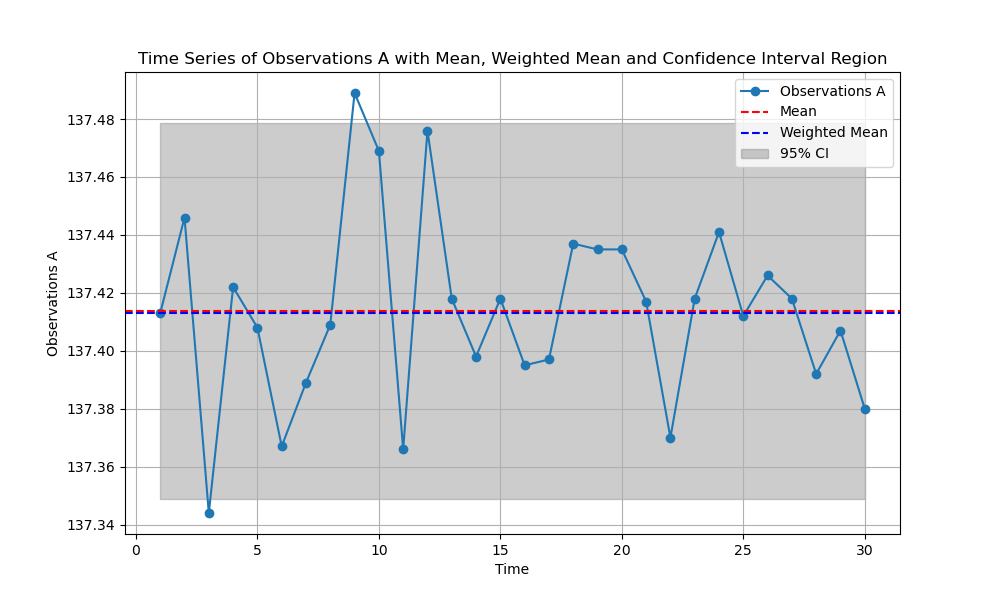 Time Series of Observations A with Mean, Weighted Mean and Confidence Interval Region
Observations A
Mean
Weighted Mean
95% CI
137.48
137.46
137.44
137.42
137.40
137.38
137.36
137.34
Observations A
0 5 10 15 20 25 30
Time